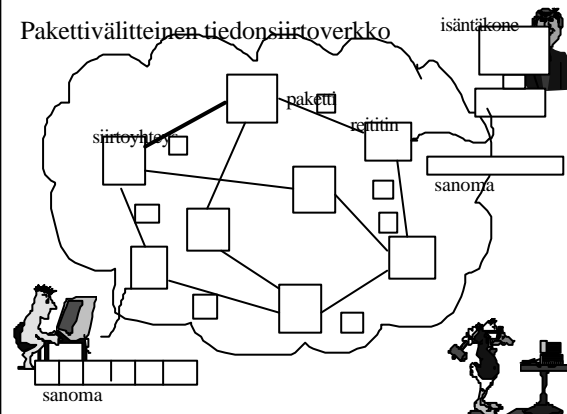 Pakettivälitteinen tiedonsiirtoverkko
isäntäkone
paketti
reititin
siirtoyhteys
sanoma
sanoma